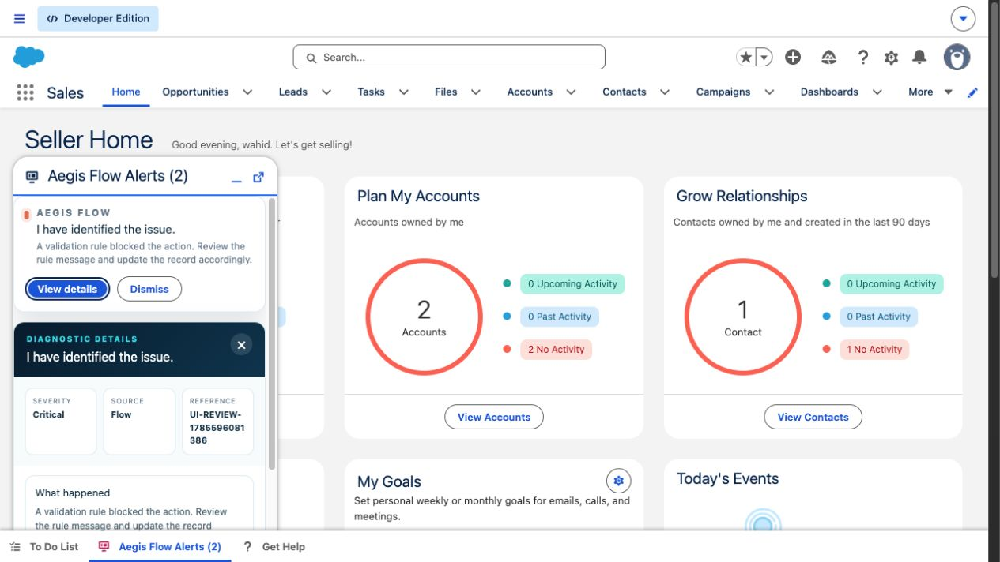 Developer Edition
Search...
Sales
Home
Opportunities
Leads
Tasks
Files
Accounts
Contacts
Campaigns
Dashboards
More
Seller Home
Good evening, wahid. Let's get selling!
Aegis Flow Alerts (2)
AEGIS FLOW
I have identified the issue.
A validation rule blocked the action. Review the
rule message and update the record accordingly.
View details
Dismiss
DIAGNOSTIC DETAILS
I have identified the issue.
SEVERITY
Critical
SOURCE
Flow
REFERENCE
UI-REVIEW-
1785596081
386
What happened
A validation rule blocked the action. Review
the rule message and update the record
Plan My Accounts
Accounts owned by me
2
Accounts
0 Upcoming Activity
0 Past Activity
2 No Activity
View Accounts
Grow Relationships
Contacts owned by me and created in the last 90 days
1
Contact
0 Upcoming Activity
0 Past Activity
1 No Activity
View Contacts
My Goals
Set personal weekly or monthly goals for emails, calls, and
meetings.
Today's Events
To Do List
Aegis Flow Alerts (2)
Get Help